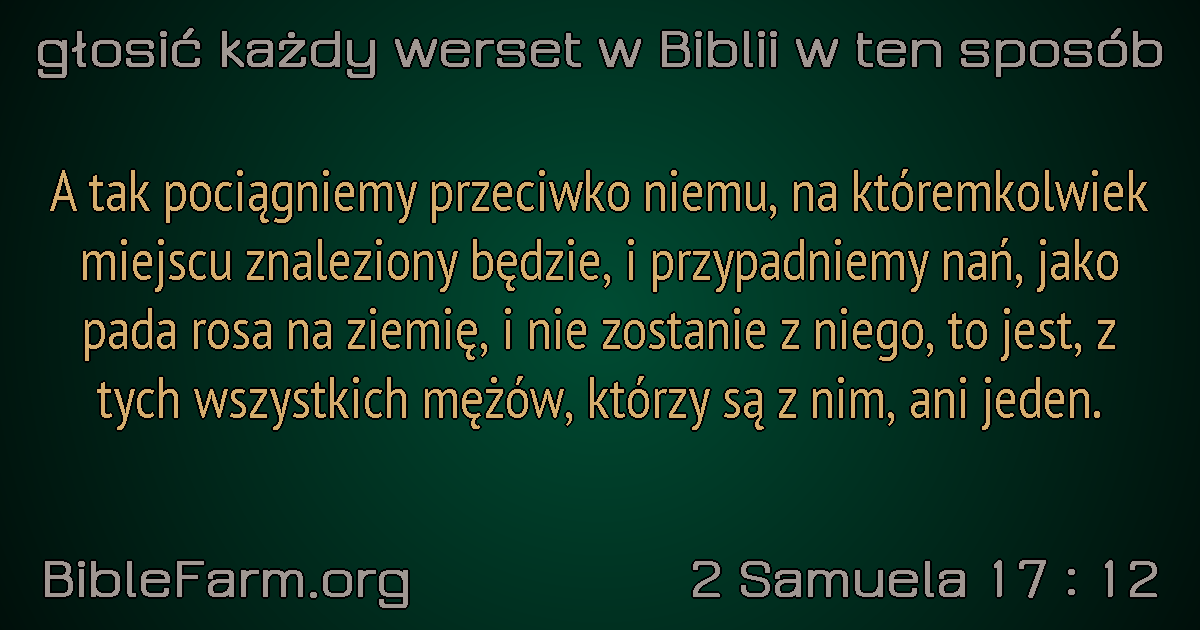 głosić każdy werset w Biblii w ten sposób
A tak pociągniemy przeciwko niemu, na którem​kolwiek
miejscu znaleziony będzie, i przypadniemy nań, jako
pada rosa na ziemię, i nie zostanie z niego, to jest, z
tych wszystkich mężów, którzy są z nim, ani jeden.
BibleFarm.org
2 Samuela 17 : 12